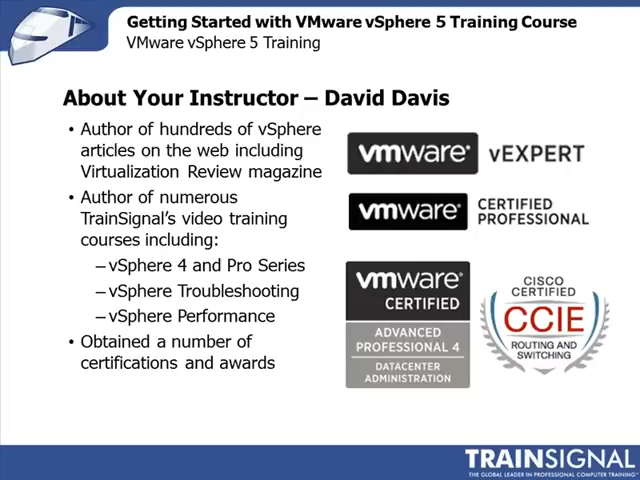 Getting Started with VMware vSphere 5 Training Course
VMware vSphere 5 Training
About Your Instructor – David Davis
• Author of hundreds of vSphere
articles on the web including
Virtualization Review magazine
• Author of numerous
TrainSignal's video training
courses including:
– vSphere 4 and Pro Series
– vSphere Troubleshooting
– vSphere Performance
• Obtained a number of
certifications and awards
vmware® vEXPERT
vmware® CERTIFIED
PROFESSIONAL
vmware®
CERTIFIED
ADVANCED
PROFESSIONAL 4
DATACENTER
ADMINISTRATION
CISCO
CERTIFIED
CCIE
ROUTING AND
SWITCHING
TRAINSIGNAL
THE GLOBAL LEADER IN PROFESSIONAL COMPUTER TRAINING